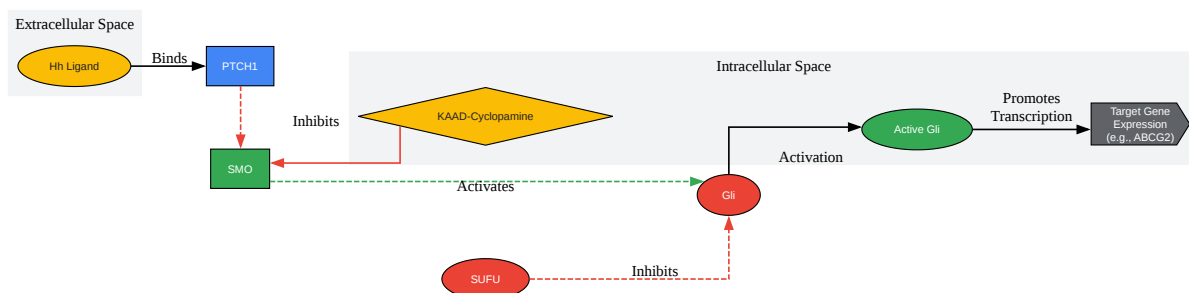 Extracellular Space
Hh Ligand
Binds
PTCH1
Intracellular Space
Inhibits
KAAD-Cyclopamine
Promotes
Transcription
Target Gene
Expression
(e.g., ABCG2)
Active Gli
Activation
SMO
Activates
Gli
Inhibits
SUFU